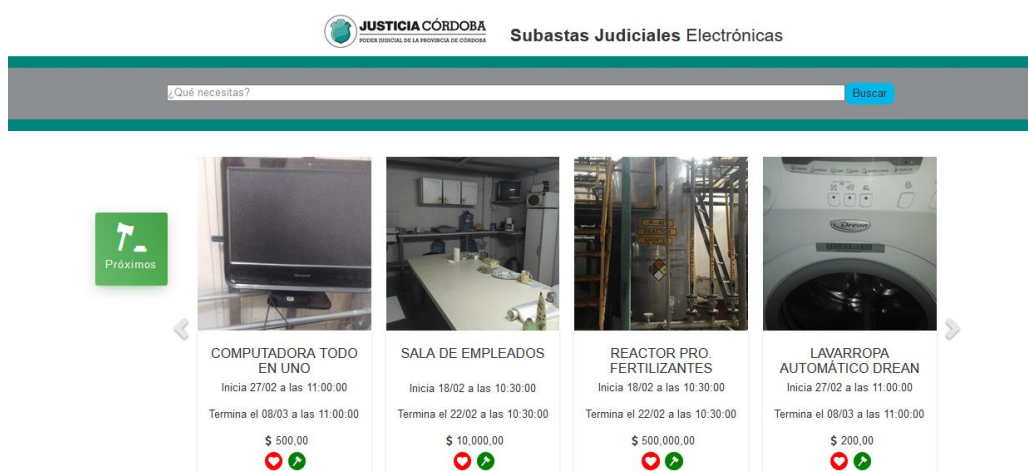 JUSTICIA CÓRDOBA
PODER JUDICIAL DE LA PROVINCIA DE CÓRDOBA
Subastas Judiciales Electrónicas
¿Qué necesitas?
Buscar
Próximos
REACTOR
Drean
COMPUTADORA TODO EN UNO
Inicia 27/02 a las 11:00:00
Termina el 08/03 a las 11:00:00
$ 500,00
SALA DE EMPLEADOS
Inicia 18/02 a las 10:30:00
Termina el 22/02 a las 10:30:00
$ 10,000,00
REACTOR PRO.
FERTILIZANTES
Inicia 18/02 a las 10:30:00
Termina el 22/02 a las 10:30:00
$ 500,000,00
LAVARROPA
AUTOMÁTICO DREAN
Inicia 27/02 a las 11:00:00
Termina el 08/03 a las 11:00:00
$ 200,00